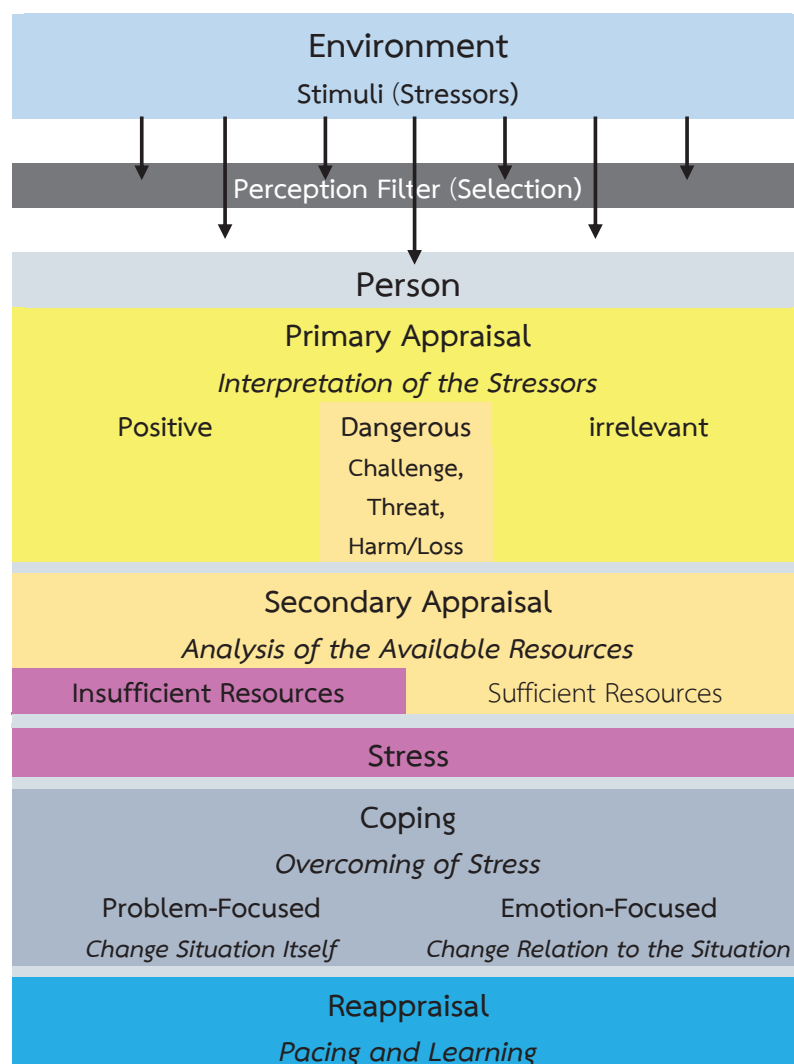 Environment
Stimuli (Stressors)
Perception Filter (Selection)
Person
Primary Appraisal
Interpretation of the Stressors
Positive Dangerous irrelevant
Challenge,
Threat,
Harm/Loss
Secondary Appraisal
Analysis of the Available Resources
Insufficient Resources Sufficient Resources
Stress
Coping
Overcoming of Stress
Problem-Focused Emotion-Focused
Change Situation Itself Change Relation to the Situation
Reappraisal
Pacing and Learning